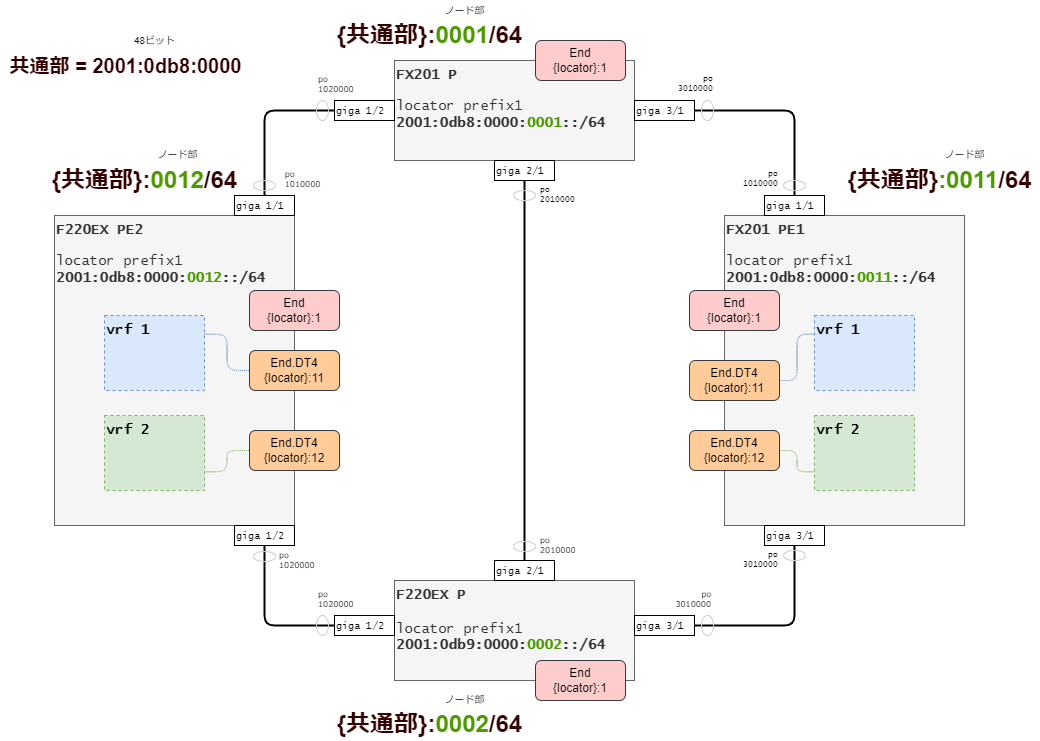 48ビット
共通部 = 2001:0db8:0000
ノード部
{共通部}:0001/64
End
{locator}:1
FX201 P
locator prefix1
2001:0db8:0000:0001::/64
po
1020000
giga 1/2
giga 3/1
po
3010000
giga 2/1
po
2010000
ノード部
{共通部}:0012/64
po
1010000
giga 1/1
F220EX PE2
locator prefix1
2001:0db8:0000:0012::/64
End
{locator}:1
vrf 1
End.DT4
{locator}:11
vrf 2
End.DT4
{locator}:12
giga 1/2
po
1020000
ノード部
{共通部}:0011/64
po
1010000
giga 1/1
FX201 PE1
locator prefix1
2001:0db8:0000:0011::/64
End
{locator}:1
vrf 1
End.DT4
{locator}:11
vrf 2
End.DT4
{locator}:12
giga 3/1
po
3010000
po
2010000
giga 2/1
F220EX P
po
1020000
giga 1/2
po
3010000
giga 3/1
locator prefix1
2001:0db9:0000:0002::/64
End
{locator}:1
ノード部
{共通部}:0002/64